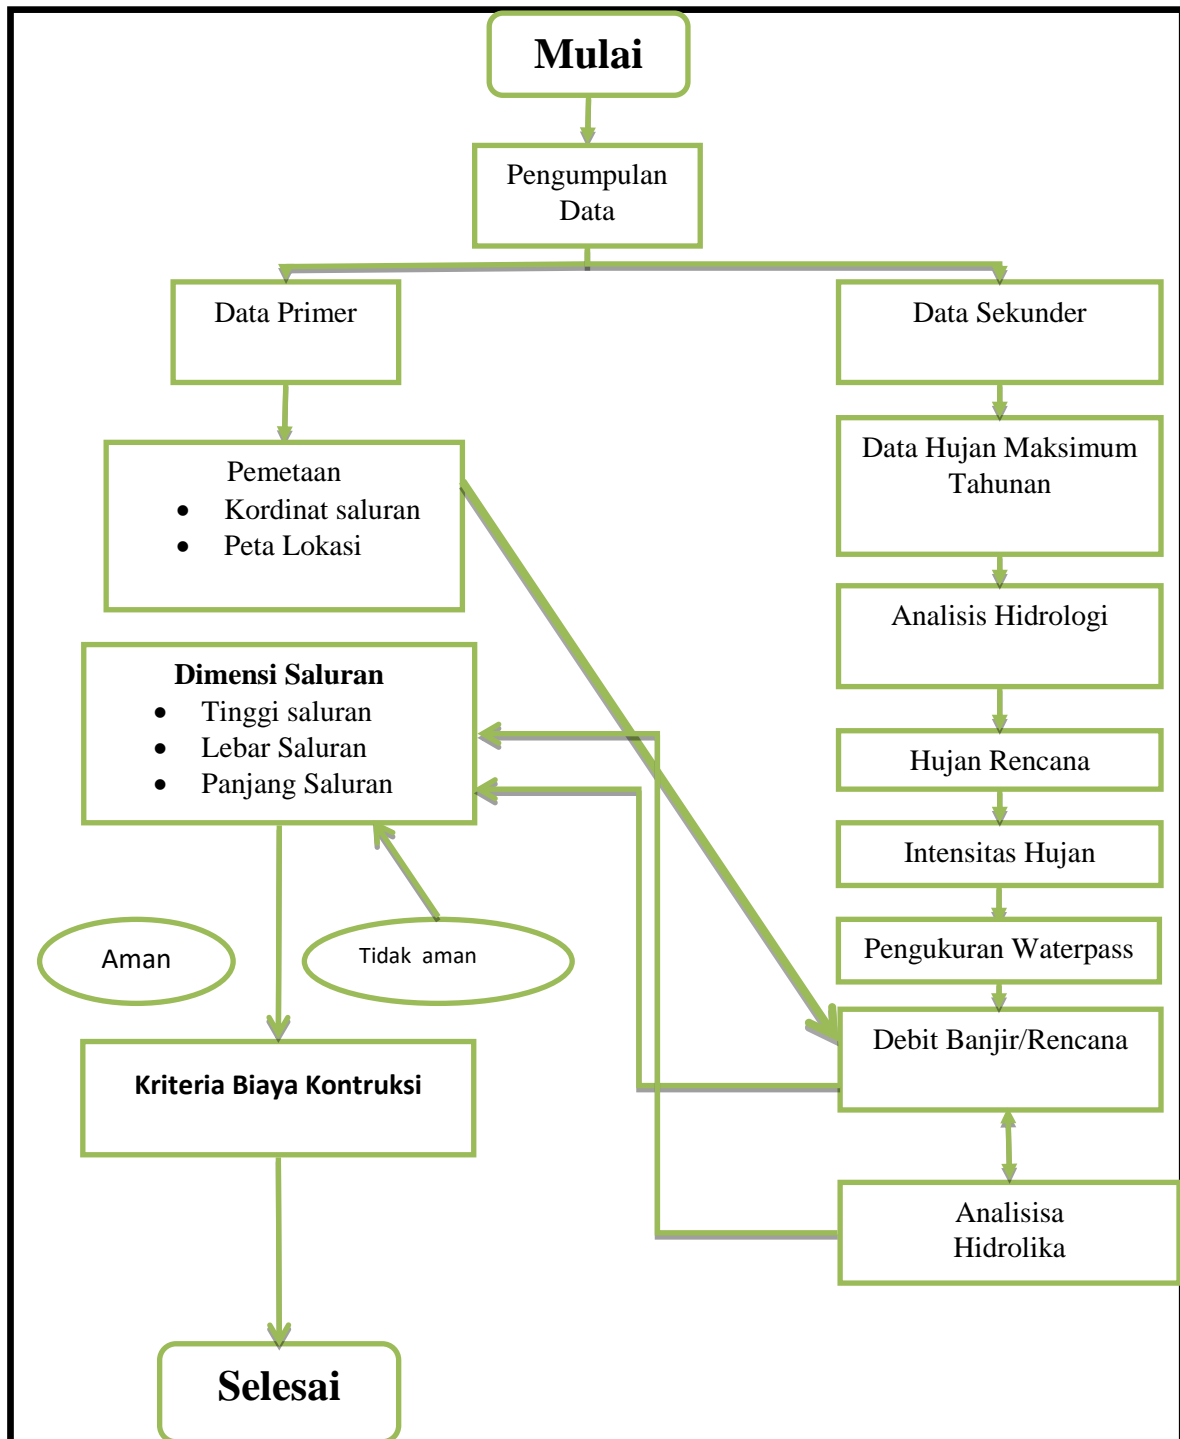 Mulai
Pengumpulan
Data
Data Primer
Data Sekunder
Pemetaan
• Kordinat saluran
• Peta Lokasi
Data Hujan Maksimum
Tahunan
Analisis Hidrologi
Dimensi Saluran
• Tinggi saluran
• Lebar Saluran
• Panjang Saluran
Hujan Rencana
Intensitas Hujan
Aman
Tidak aman
Pengukuran Waterpass
Debit Banjir/Rencana
Kriteria Biaya Kontruksi
Analisisa
Hidrolika
Selesai